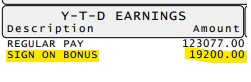 Y-T-D EARNINGS
Description Amount
REGULAR PAY 123077.00
SIGN ON BONUS 19200.00